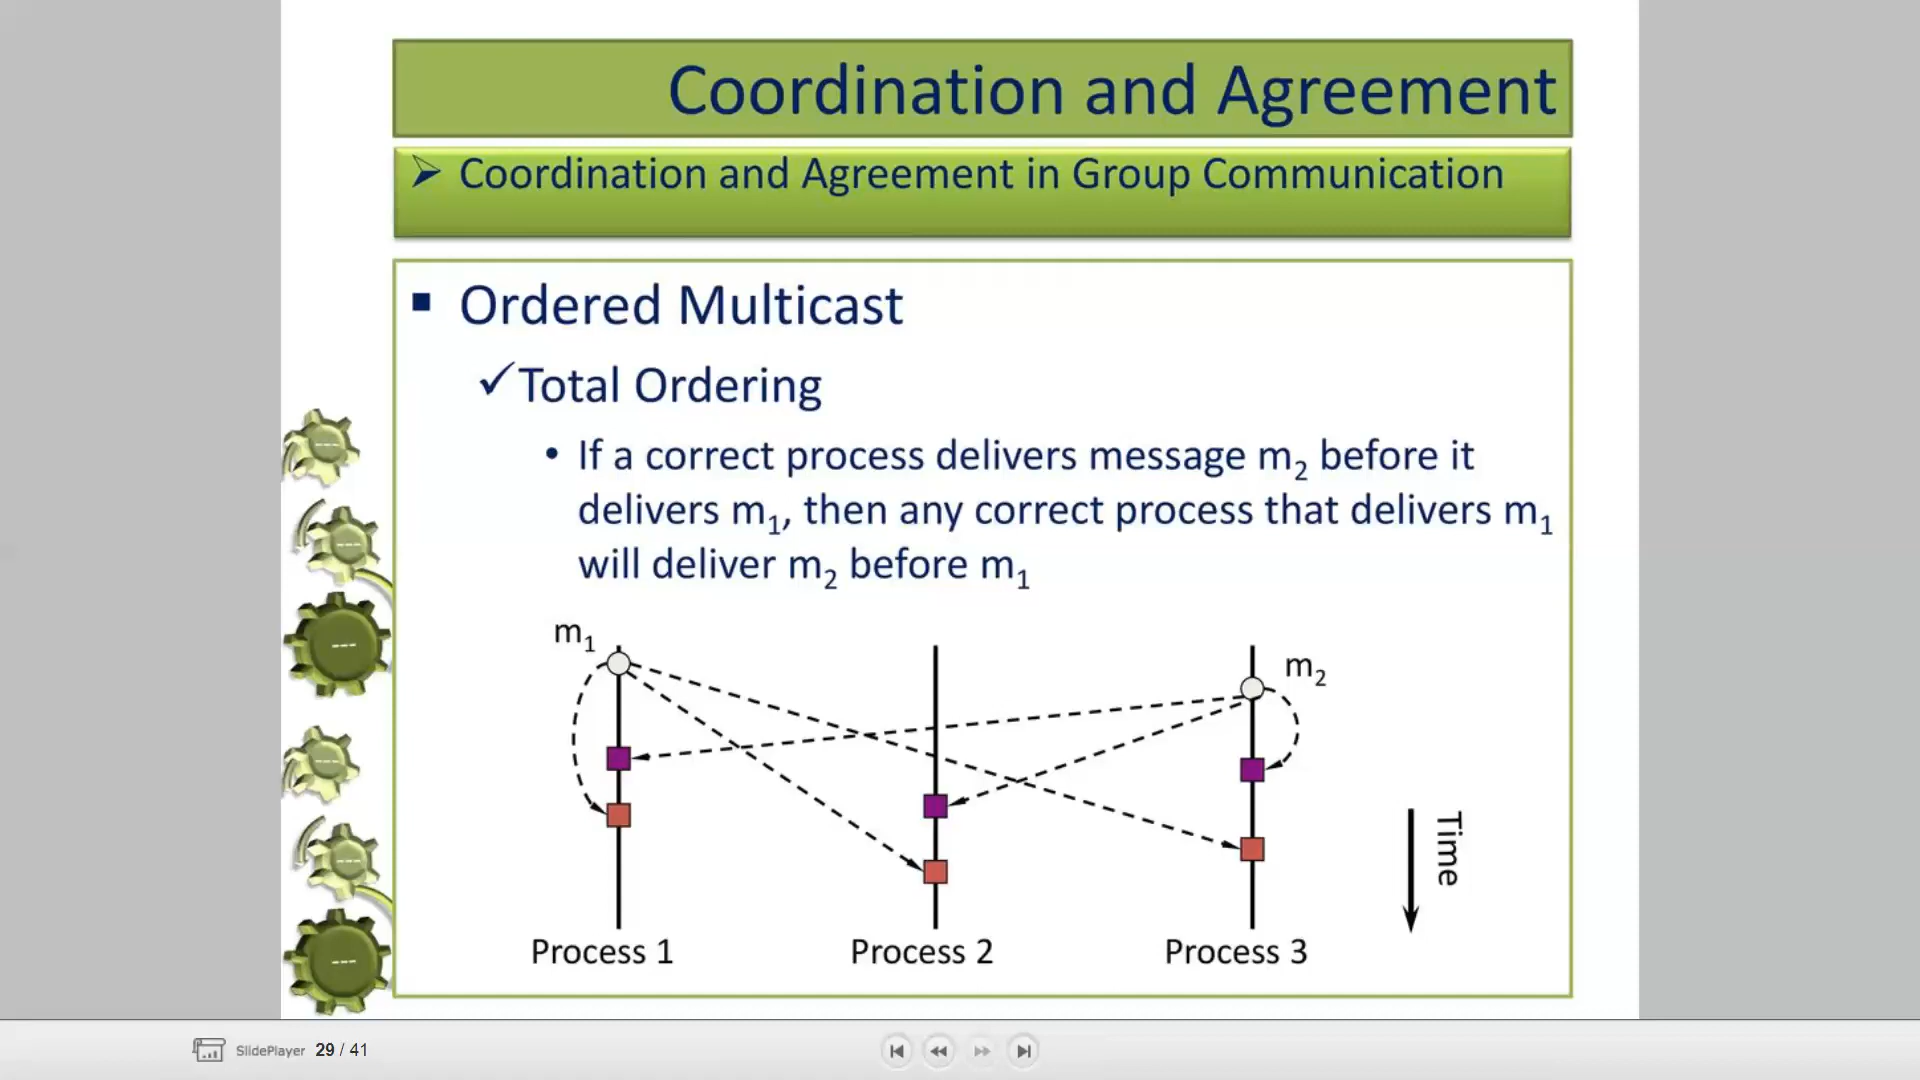 Coordination and Agreement
➢ Coordination and Agreement in Group Communication
▪ Ordered Multicast
✓Total Ordering
• If a correct process delivers message m₂ before it
delivers m₁, then any correct process that delivers m₁
will deliver m₂ before m₁
m₁
m₂
Time
Process 1 Process 2 Process 3
SlidePlayer 29 / 41